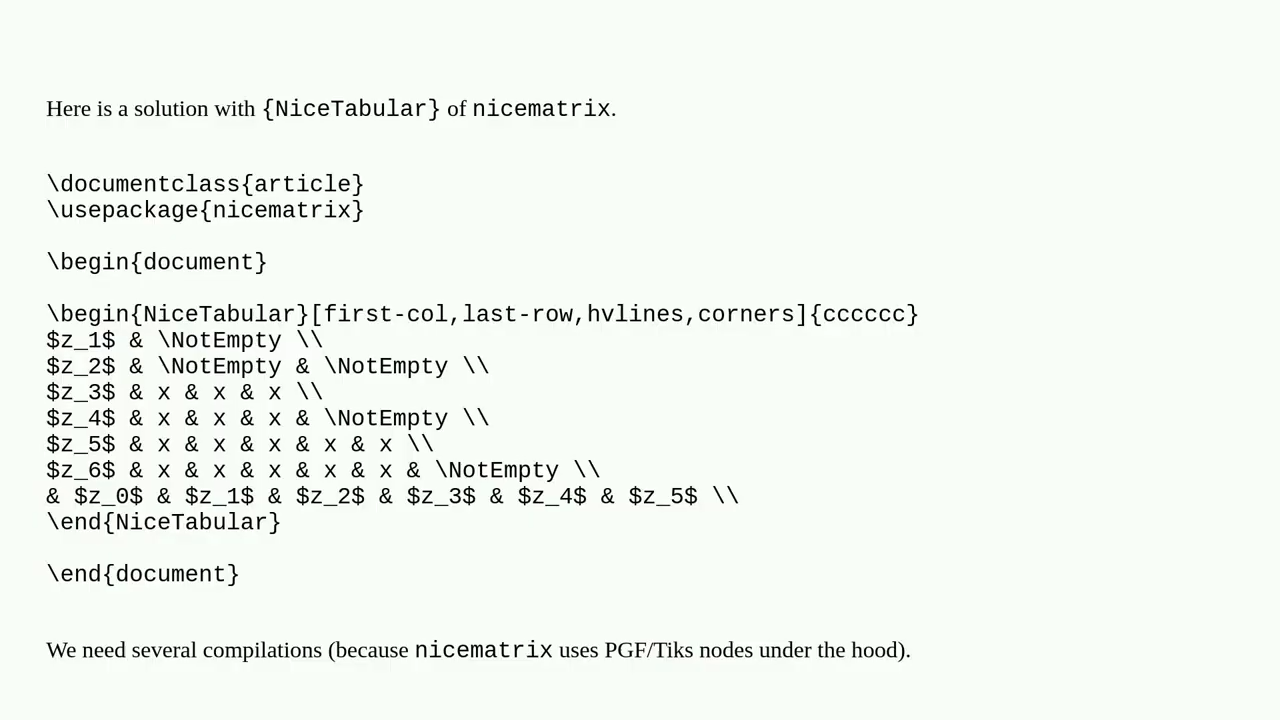 Here is a solution with {NiceTabular} of nicematrix.
\documentclass{article}
\usepackage{nicematrix}
\begin{document}
\begin{NiceTabular}[first-col,last-row,hvlines,corners]{cccccc}
$z_1$ & \NotEmpty \\
$z_2$ & \NotEmpty & \NotEmpty \\
$z_3$ & x & x & x \\
$z_4$ & x & x & x & \NotEmpty \\
$z_5$ & x & x & x & x & x \\
$z_6$ & x & x & x & x & x & \NotEmpty \\
& $z_0$ & $z_1$ & $z_2$ & $z_3$ & $z_4$ & $z_5$ \\
\end{NiceTabular}
\end{document}
We need several compilations (because nicematrix uses PGF/Tiks nodes under the hood).